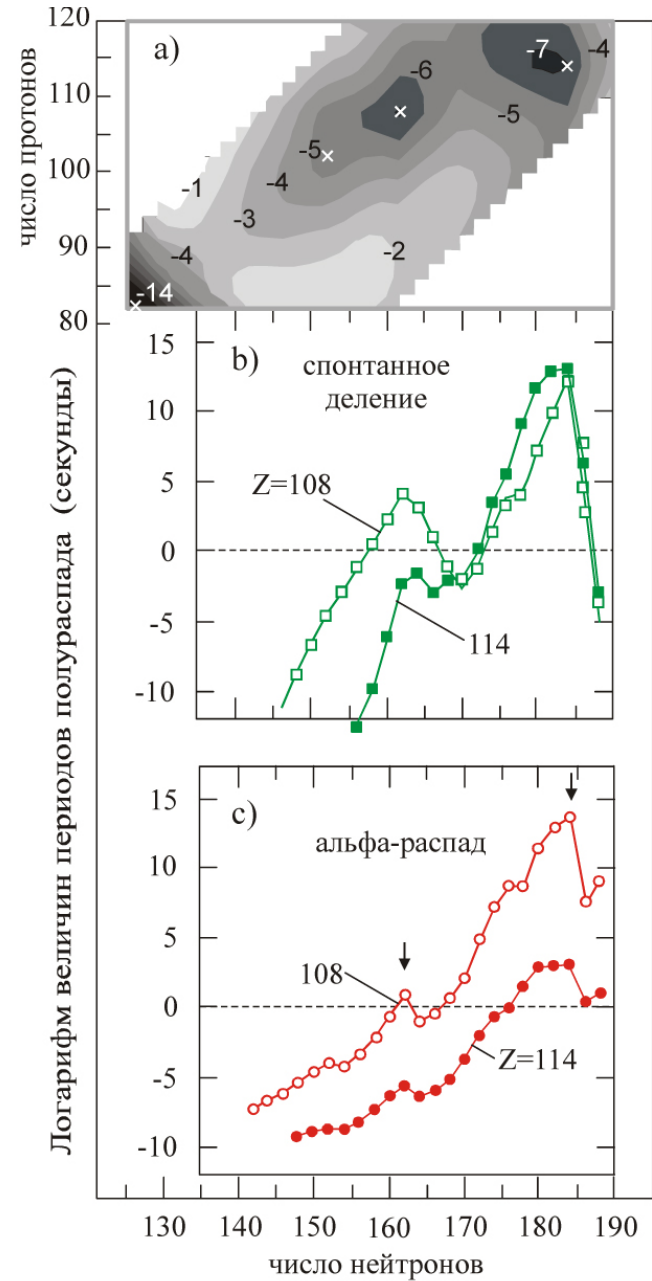 120
110
100
90
80
число протонов
a)
-7
-4
-6
-5
-5
-1
-4
-3
-2
-4
-14
Логарифм величин периодов полураспада (секунды)
15
10
5
0
-5
-10
b)
спонтанное
деление
Z=108
114
15
10
5
0
-5
-10
c)
альфа-распад
108
Z=114
130 140 150 160 170 180 190
число нейтронов